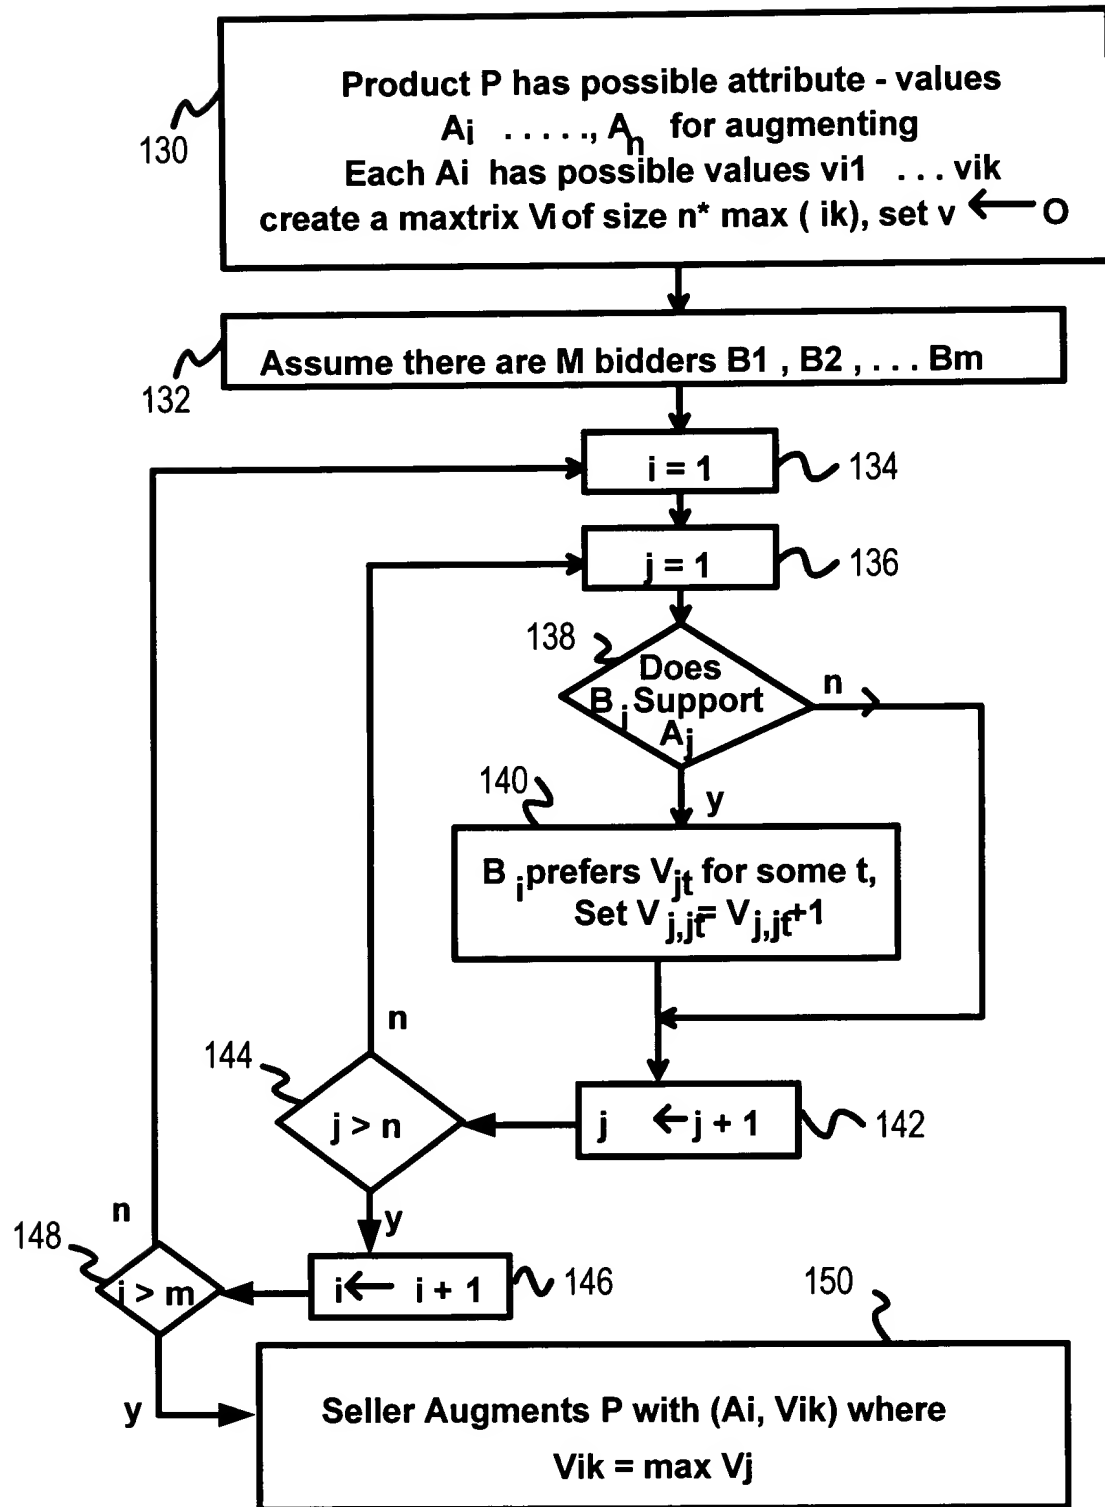 Product P has possible attribute - values
Ai . . . . ., An for augmenting
Each Ai has possible values vi1 . . . vik
create a maxtrix Vi of size n* max ( ik), set v ← O
130
Assume there are M bidders B1 , B2 , . . . Bm
132
i = 1
134
j = 1
136
138
Does
Bj Support
Aj
n
140
y
B i prefers Vjt for some t,
Set Vj,jt = Vj,jt+1
n
144
j > n
j ← j + 1
142
n
y
148
i > m
i ← i + 1
146
150
y
Seller Augments P with (Ai, Vik) where
Vik = max Vj